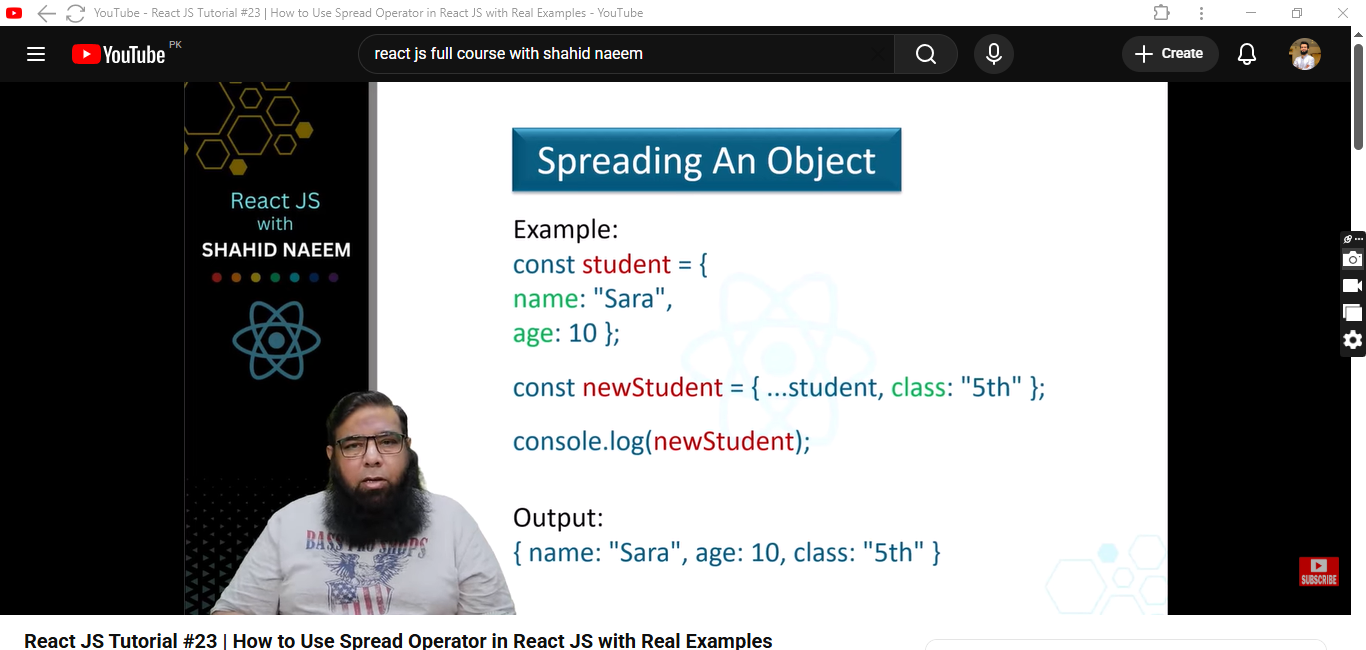 YouTube - React JS Tutorial #23 | How to Use Spread Operator in React JS with Real Examples - YouTube
YouTube PK
react js full course with shahid naeem
Create
React JS
with
SHAHID NAEEM
Spreading An Object
Example:
const student = {
name: "Sara",
age: 10 };
const newStudent = { ...student, class: "5th" };
console.log(newStudent);
Output:
{ name: "Sara", age: 10, class: "5th" }
BASS PRO SHOPS
SUBSCRIBE
React JS Tutorial #23 | How to Use Spread Operator in React JS with Real Examples